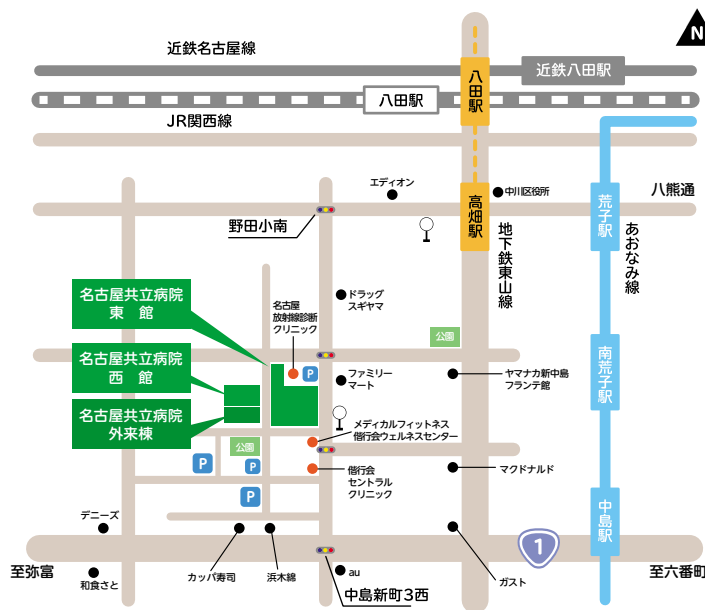 近鉄名古屋線
N
近鉄八田駅
八田駅
八田駅
JR関西線
エディオン
中川区役所
八熊通
高畑駅
荒子駅
野田小南
地下鉄東山線
あおなみ線
名古屋共立病院
東 館
名古屋
放射線診断
クリニック
ドラッグ
スギヤマ
公園
南荒子駅
名古屋共立病院
西 館
P
ファミリー
マート
ヤマナカ新中島
フランテ館
名古屋共立病院
外来棟
メディカルフィットネス
偕行会ウェルネスセンター
公園
P
P
偕行会
セントラル
クリニック
マクドナルド
P
中島駅
デニーズ
1
至弥富
和食さと
カッパ寿司
浜木綿
au
ガスト
至六番町
中島新町3西